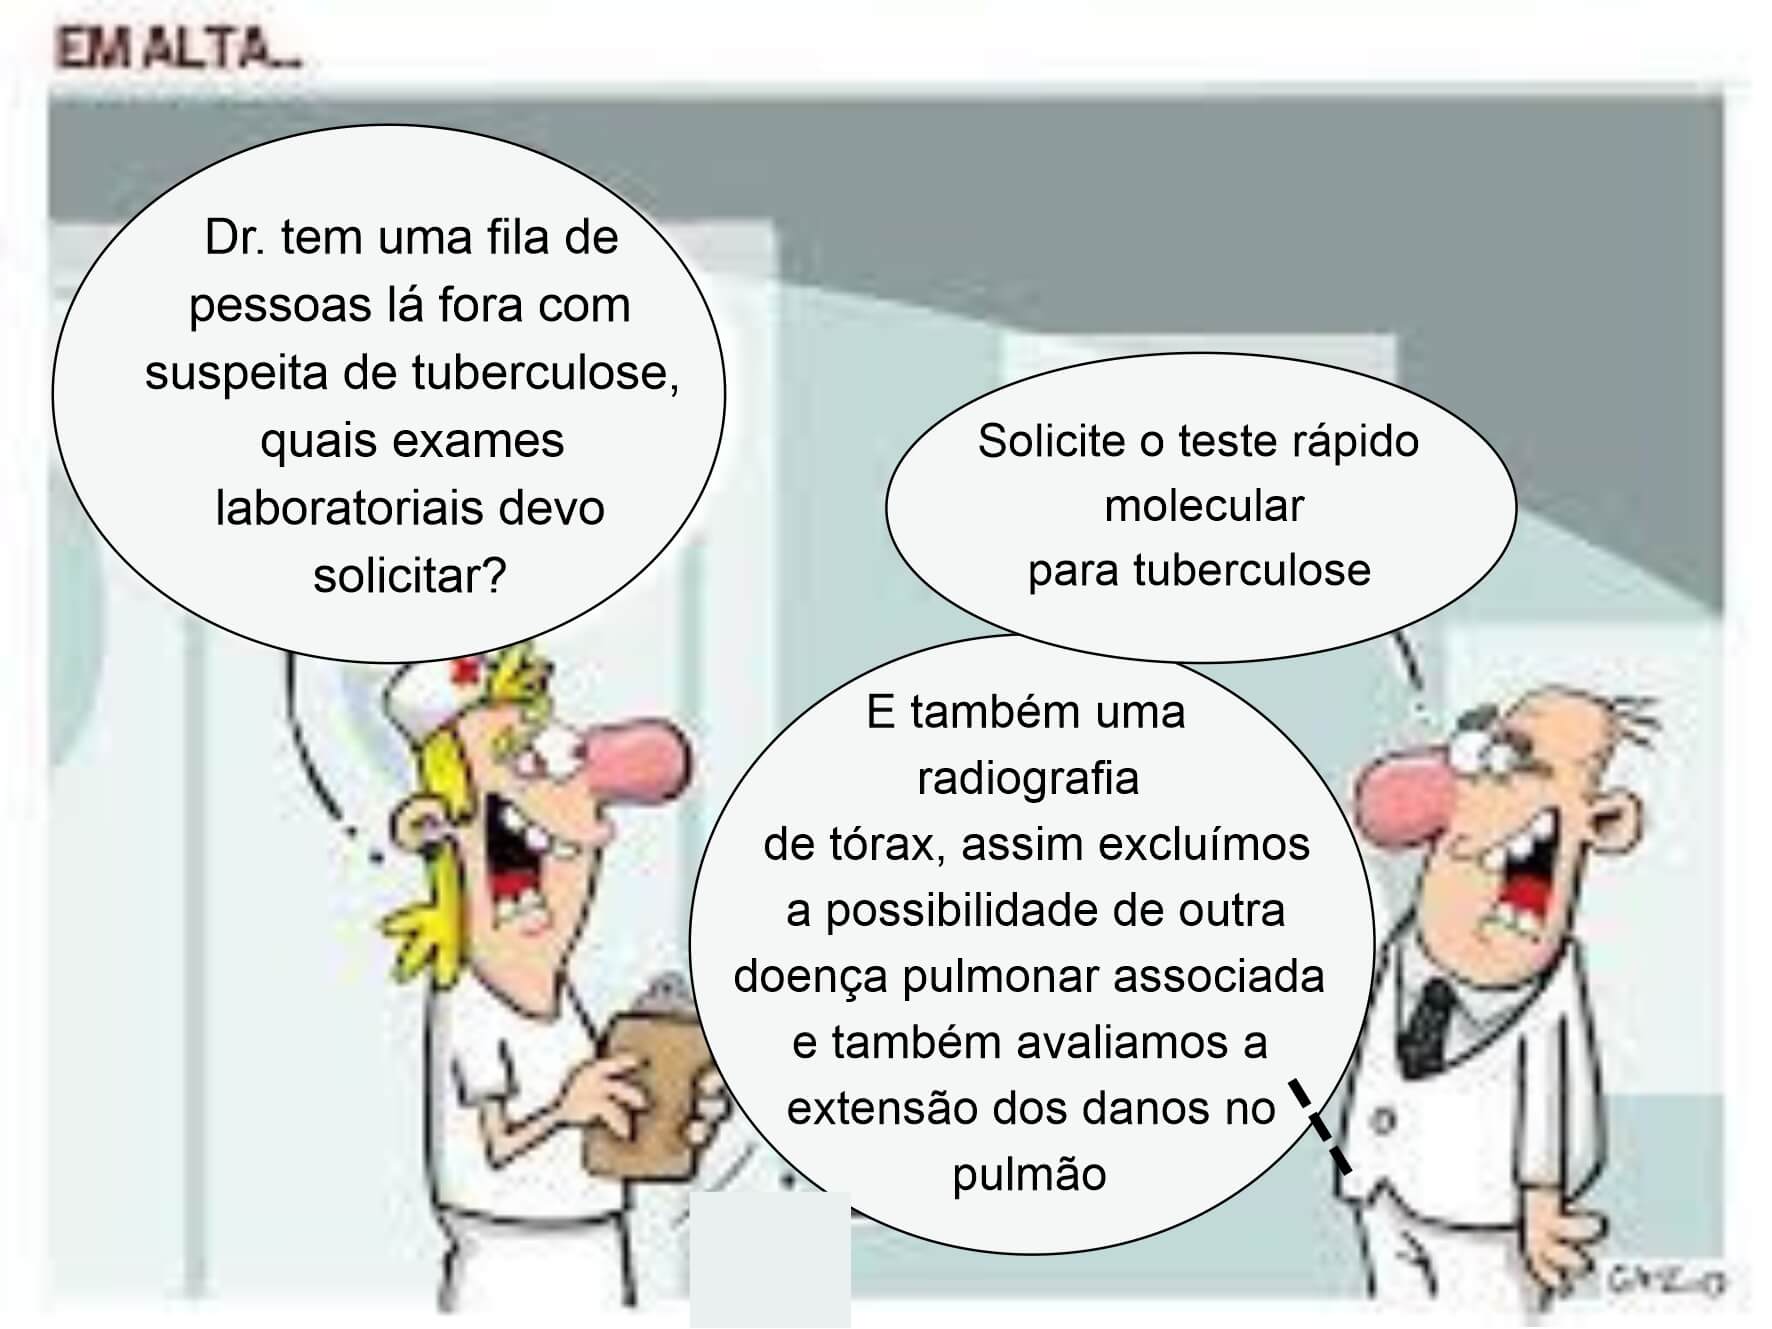 EM ALTA...
Dr. tem uma fila de
pessoas lá fora com
suspeita de tuberculose,
quais exames
laboratoriais devo
solicitar?
Solicite o teste rápido
molecular
para tuberculose
E também uma
radiografia
de tórax, assim excluímos
a possibilidade de outra
doença pulmonar associada
e também avaliamos a
extensão dos danos no
pulmão